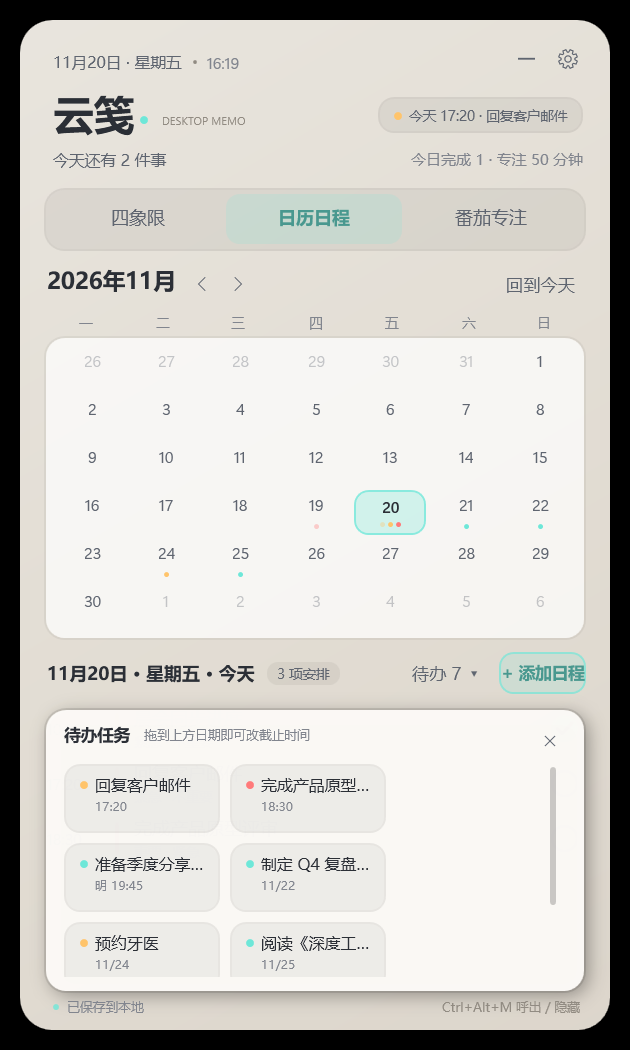 11月20日 · 星期五 • 16:19
云笺 DESKTOP MEMO
今天 17:20 · 回复客户邮件
今天还有 2 件事
今日完成 1 · 专注 50 分钟
四象限 日历日程 番茄专注
2026年11月 回到今天
一 二 三 四 五 六 日
26 27 28 29 30 31 1
2 3 4 5 6 7 8
9 10 11 12 13 14 15
16 17 18 19 20 21 22
23 24 25 26 27 28 29
30 1 2 3 4 5 6
11月20日 • 星期五 • 今天 3 项安排 待办 7 + 添加日程
待办任务 拖到上方日期即可改截止时间
回复客户邮件
17:20
完成产品原型...
18:30
准备季度分享...
明 19:45
制定 Q4 复盘...
11/22
预约牙医
11/24
阅读《深度工...
11/25
已保存到本地
Ctrl+Alt+M 呼出 / 隐藏